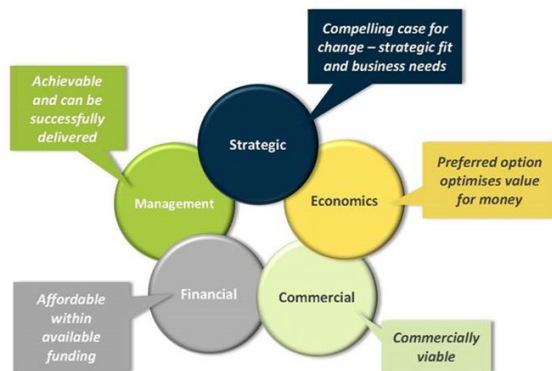 Compelling case for
change – strategic fit
and business needs
Achievable
and can be
successfully
delivered
Strategic
Management
Economics
Preferred option
optimises value
for money
Financial
Commercial
Affordable
within
available
funding
Commercially
viable